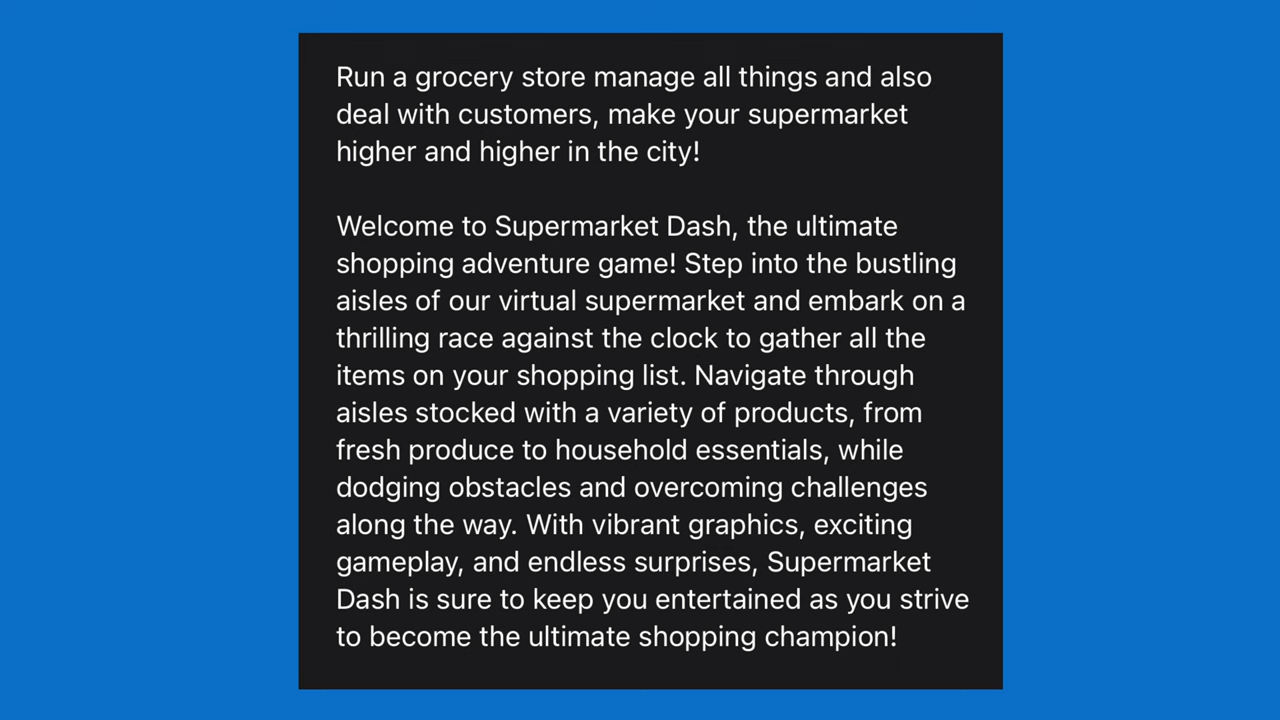 Run a grocery store manage all things and also
deal with customers, make your supermarket
higher and higher in the city!
Welcome to Supermarket Dash, the ultimate
shopping adventure game! Step into the bustling
aisles of our virtual supermarket and embark on a
thrilling race against the clock to gather all the
items on your shopping list. Navigate through
aisles stocked with a variety of products, from
fresh produce to household essentials, while
dodging obstacles and overcoming challenges
along the way. With vibrant graphics, exciting
gameplay, and endless surprises, Supermarket
Dash is sure to keep you entertained as you strive
to become the ultimate shopping champion!